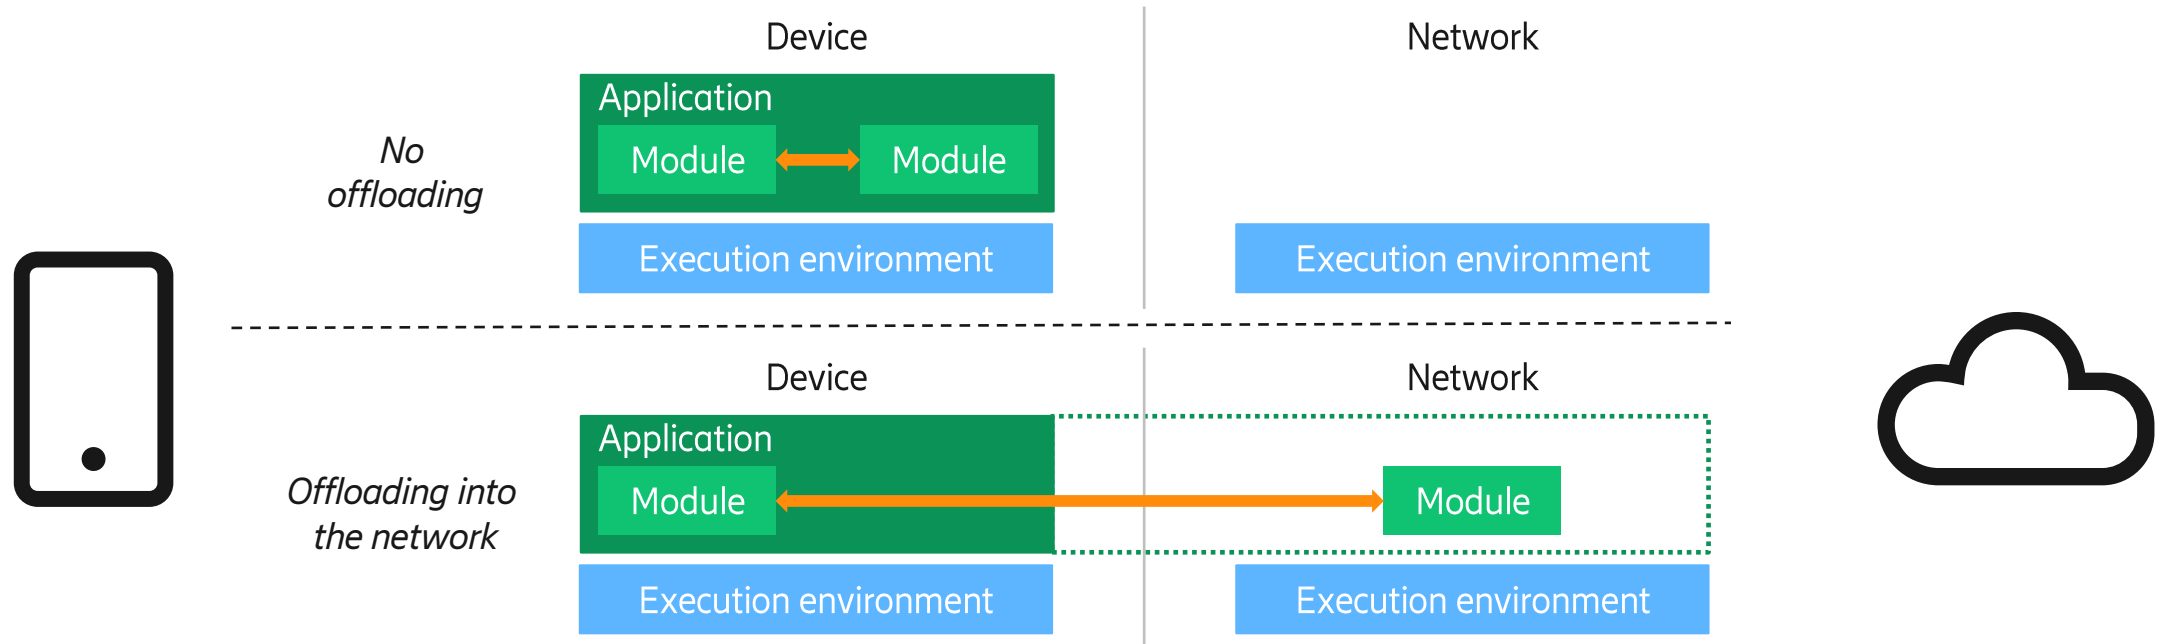 Device
Network
Application
No
offloading
Module
Module
Execution environment
Execution environment
Device
Network
Application
Offloading into
the network
Module
Module
Execution environment
Execution environment